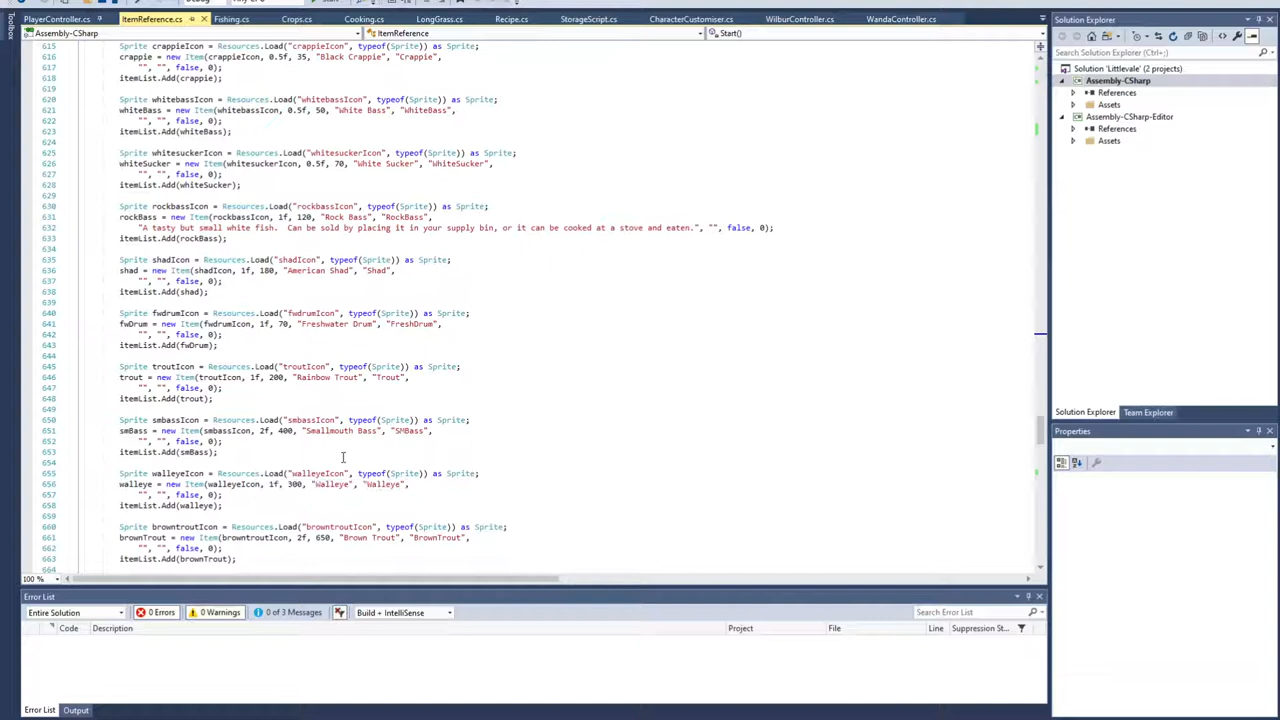 PlayerController.cs
ItemReference.cs
Fishing.cs
Crops.cs
Cooking.cs
LongGrass.cs
Recipe.cs
StorageScript.cs
CharacterCustomiser.cs
WilburController.cs
WandaController.cs
Assembly-CSharp
ItemReference
Start()
615 Sprite crappieIcon = Resources.Load("crappieIcon", typeof(Sprite)) as Sprite;
616 crappie = new Item(crappieIcon, 0.5f, 35, "Black Crappie", "Crappie",
617 "", "", false, 0);
618 itemList.Add(crappie);
619
620 Sprite whitebassIcon = Resources.Load("whitebassIcon", typeof(Sprite)) as Sprite;
621 whiteBass = new Item(whitebassIcon, 0.5f, 50, "White Bass", "WhiteBass",
622 "", "", false, 0);
623 itemList.Add(whiteBass);
624
625 Sprite whitesuckerIcon = Resources.Load("whitesuckerIcon", typeof(Sprite)) as Sprite;
626 whiteSucker = new Item(whitesuckerIcon, 0.5f, 70, "White Sucker", "WhiteSucker",
627 "", "", false, 0);
628 itemList.Add(whiteSucker);
629
630 Sprite rockbassIcon = Resources.Load("rockbassIcon", typeof(Sprite)) as Sprite;
631 rockBass = new Item(rockbassIcon, 1f, 120, "Rock Bass", "RockBass",
632 "A tasty but small white fish.  Can be sold by placing it in your supply bin, or it can be cooked at a stove and eaten.", "", false, 0);
633 itemList.Add(rockBass);
634
635 Sprite shadIcon = Resources.Load("shadIcon", typeof(Sprite)) as Sprite;
636 shad = new Item(shadIcon, 1f, 180, "American Shad", "Shad",
637 "", "", false, 0);
638 itemList.Add(shad);
639
640 Sprite fwdrumIcon = Resources.Load("fwdrumIcon", typeof(Sprite)) as Sprite;
641 fwDrum = new Item(fwdrumIcon, 1f, 70, "Freshwater Drum", "FreshDrum",
642 "", "", false, 0);
643 itemList.Add(fwDrum);
644
645 Sprite troutIcon = Resources.Load("troutIcon", typeof(Sprite)) as Sprite;
646 trout = new Item(troutIcon, 1f, 200, "Rainbow Trout", "Trout",
647 "", "", false, 0);
648 itemList.Add(trout);
649
650 Sprite smbassIcon = Resources.Load("smbassIcon", typeof(Sprite)) as Sprite;
651 smBass = new Item(smbassIcon, 2f, 400, "Smallmouth Bass", "SMBass",
652 "", "", false, 0);
653 itemList.Add(smBass);
654
655 Sprite walleyeIcon = Resources.Load("walleyeIcon", typeof(Sprite)) as Sprite;
656 walleye = new Item(walleyeIcon, 1f, 300, "Walleye", "Walleye",
657 "", "", false, 0);
658 itemList.Add(walleye);
659
660 Sprite browntroutIcon = Resources.Load("browntroutIcon", typeof(Sprite)) as Sprite;
661 brownTrout = new Item(browntroutIcon, 2f, 650, "Brown Trout", "BrownTrout",
662 "", "", false, 0);
663 itemList.Add(brownTrout);
664
100 %
Toolbox
Solution Explorer
Search Solution Explorer (Ctrl+;)
Solution 'Littlevale' (2 projects)
Assembly-CSharp
References
Assets
Assembly-CSharp-Editor
References
Assets
Solution Explorer
Team Explorer
Properties
Error List
Entire Solution
0 Errors
0 Warnings
0 of 3 Messages
Build + IntelliSense
Search Error List
Code
Description
Project
File
Line
Suppression St...
Error List
Output